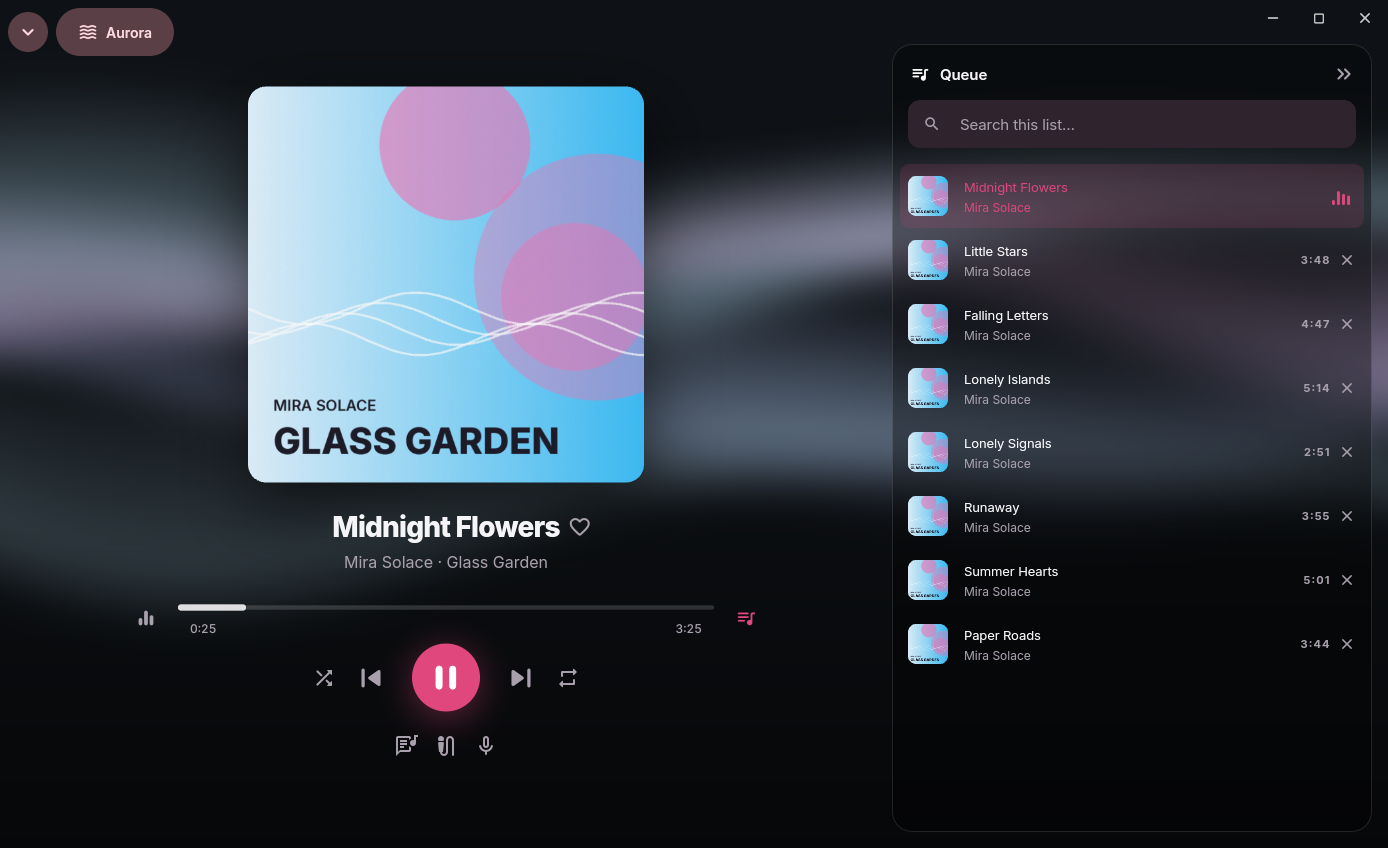 Aurora
MIRA SOLACE
GLASS GARDEN
Midnight Flowers
Mira Solace · Glass Garden
0:25
3:25
Queue
Search this list...
Midnight Flowers
Mira Solace
Little Stars
Mira Solace
3:48
Falling Letters
Mira Solace
4:47
Lonely Islands
Mira Solace
5:14
Lonely Signals
Mira Solace
2:51
Runaway
Mira Solace
3:55
Summer Hearts
Mira Solace
5:01
Paper Roads
Mira Solace
3:44